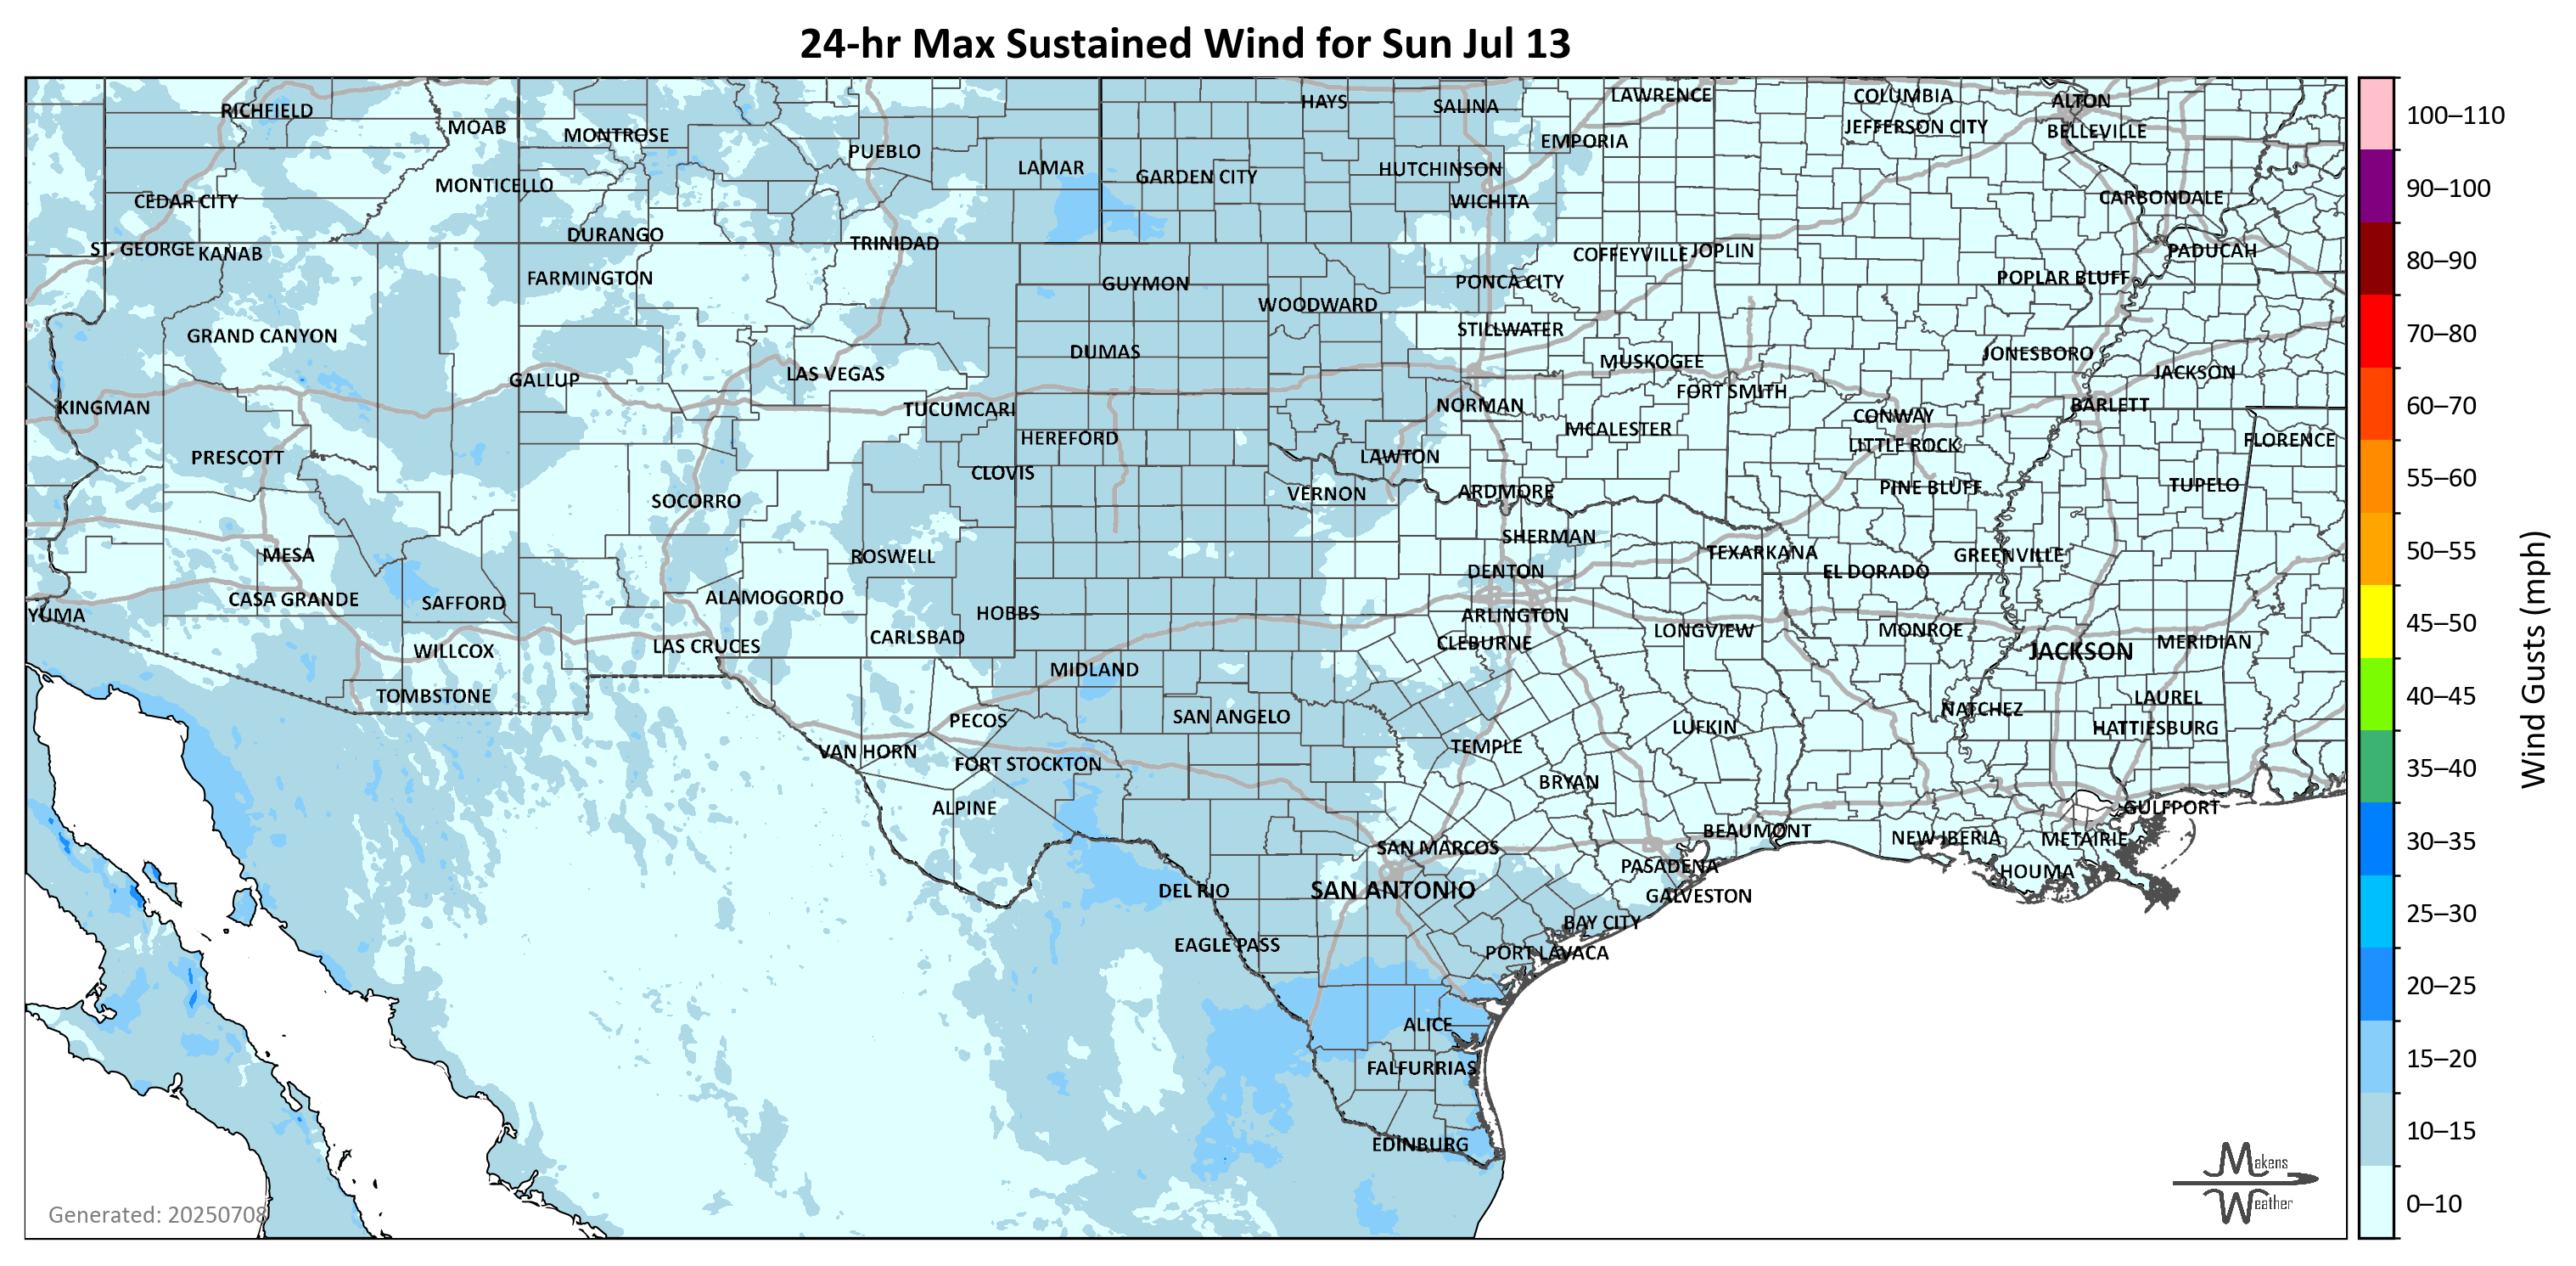 24-hr Max Sustained Wind for Sun Jul 13
RICHFIELD
MOAB
MONTROSE
PUEBLO
LAMAR
HAYS
SALINA
LAWRENCE
EMPORIA
COLUMBIA
JEFFERSON CITY
ALTON
BELLEVILLE
CEDAR CITY
MONTICELLO
GARDEN CITY
HUTCHINSON
WICHITA
CARBONDALE
ST. GEORGE
KANAB
DURANGO
TRINIDAD
COFFEYVILLE
JOPLIN
PADUCAH
FARMINGTON
GUYMON
WOODWARD
PONCA CITY
POPLAR BLUFF
GRAND CANYON
DUMAS
STILLWATER
MUSKOGEE
JONESBORO
JACKSON
KINGMAN
GALLUP
LAS VEGAS
TUCUMCARI
NORMAN
FORT SMITH
CONWAY
BARLETT
PRESCOTT
HEREFORD
CLOVIS
LAWTON
MCALESTER
LITTLE ROCK
FLORENCE
SOCORRO
VERNON
ARDMORE
PINE BLUFF
TUPELO
MESA
ROSWELL
SHERMAN
TEXARKANA
GREENVILLE
YUMA
CASA GRANDE
SAFFORD
ALAMOGORDO
HOBBS
DENTON
ARLINGTON
EL DORADO
WILLCOX
LAS CRUCES
CARLSBAD
CLEBURNE
LONGVIEW
MONROE
JACKSON
MERIDIAN
TOMBSTONE
MIDLAND
PECOS
SAN ANGELO
LUFKIN
NATCHEZ
LAUREL
HATTIESBURG
VAN HORN
FORT STOCKTON
TEMPLE
BRYAN
ALPINE
BEAUMONT
NEW IBERIA
METAIRIE
GULFPORT
SAN MARCOS
PASADENA
HOUMA
DEL RIO
SAN ANTONIO
GALVESTON
EAGLE PASS
BAY CITY
PORT LAVACA
ALICE
FALFURRIAS
EDINBURG
Generated: 20250708
Makens
Weather
100–110
90–100
80–90
70–80
60–70
55–60
50–55
45–50
40–45
35–40
30–35
25–30
20–25
15–20
10–15
0–10
Wind Gusts (mph)